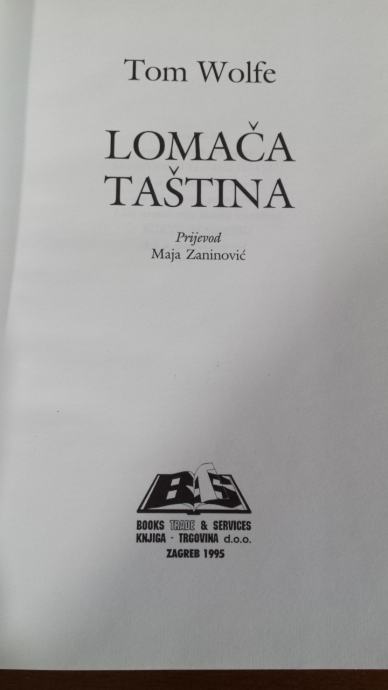 Tom Wolfe
LOMAČA
TAŠTINA
Prijevod
Maja Zaninović
BOOKS TRADE & SERVICES
KNJIGA - TRGOVINA d.o.o.
ZAGREB 1995